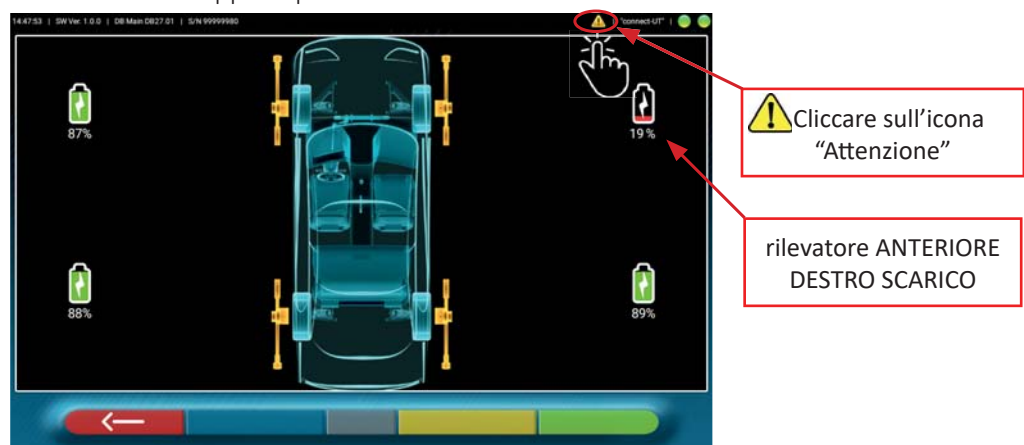 14:47:53 | SW Ver. 1.0.0 | DB Main DB27.01 | S/N 99999980
"connect-UT" |
87%
19%
Cliccare sull'icona
"Attenzione"
rilevatore ANTERIORE
DESTRO SCARICO
88%
89%